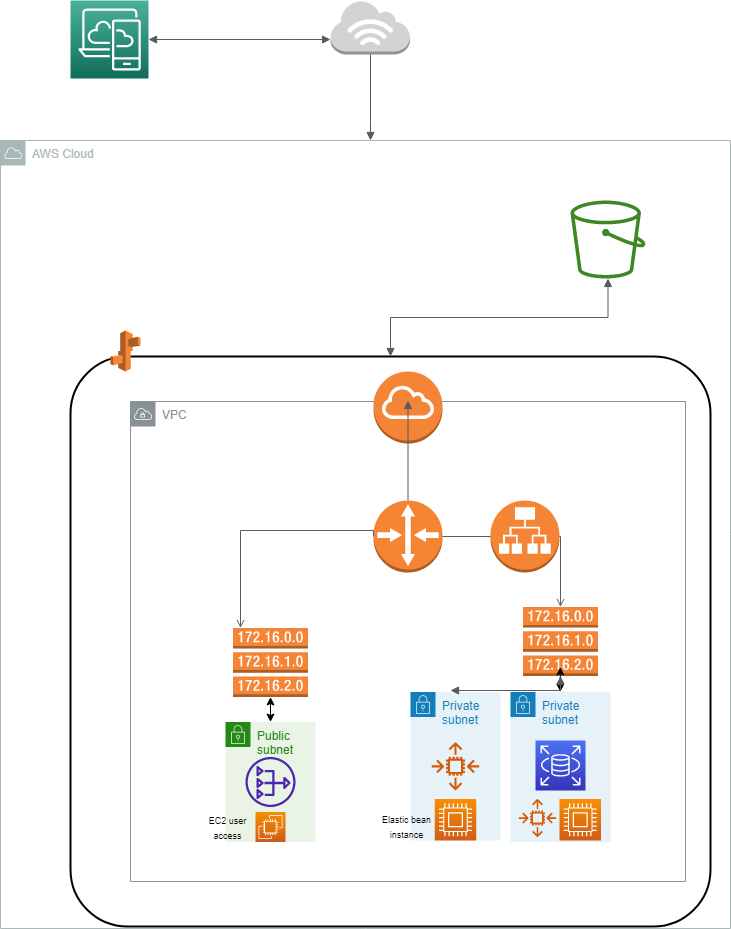 AWS Cloud
VPC
172.16.0.0
172.16.1.0
172.16.2.0
172.16.0.0
172.16.1.0
172.16.2.0
Public
subnet
EC2 user
access
Private
subnet
Elastic bean
instance
Private
subnet